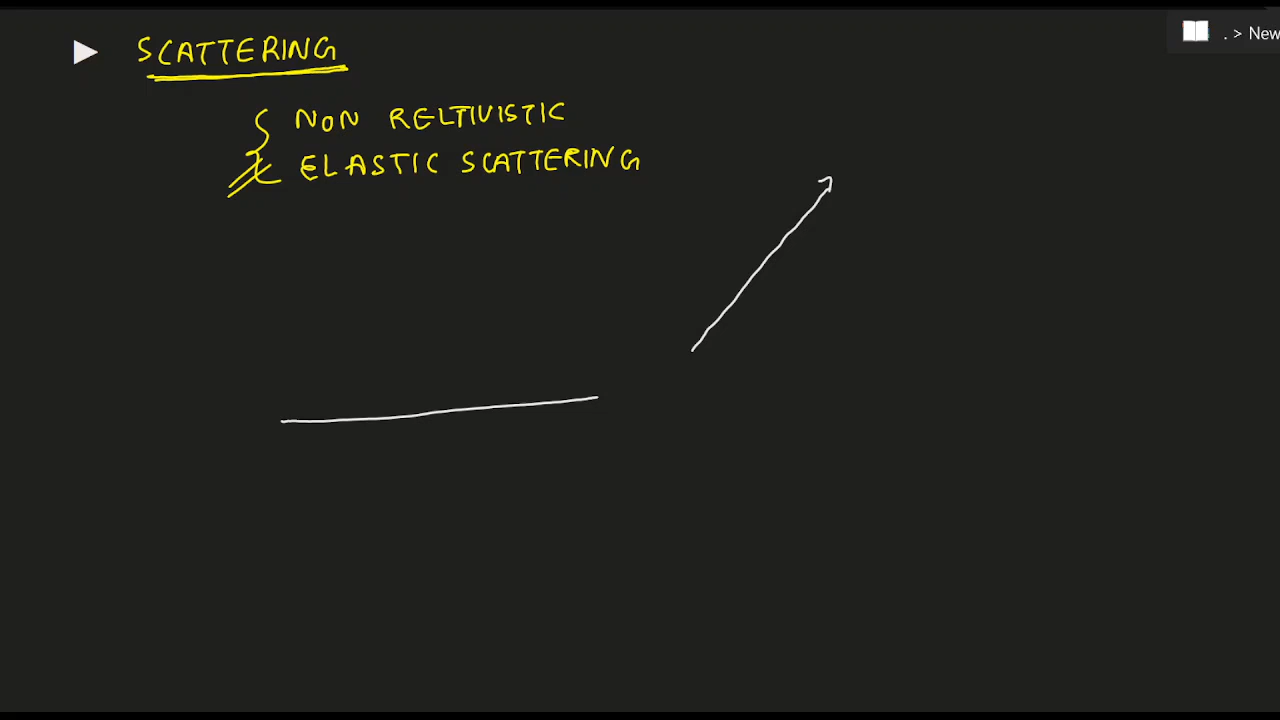 SCATTERING
NON RELTIVISTIC
ELASTIC SCATTERING
. > New